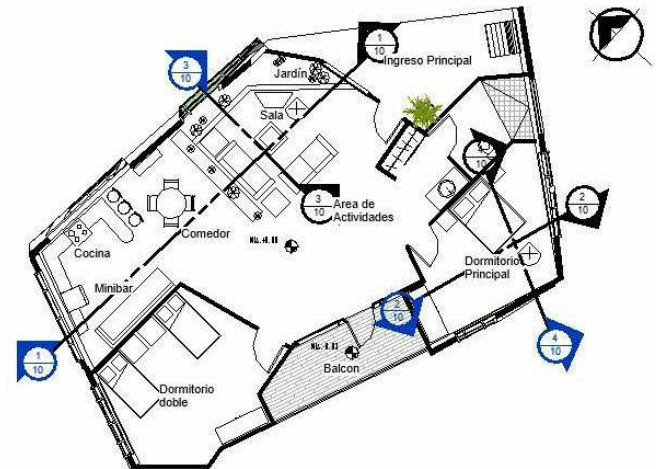 1
10
Ingreso Principal
3
10
Jardín
Sala
10
3
10
Area de
Actividades
2
10
Comedor
Cocina
Dormitorio
Principal
Minibar
2
10
4
10
1
10
Balcon
Dormitorio
doble